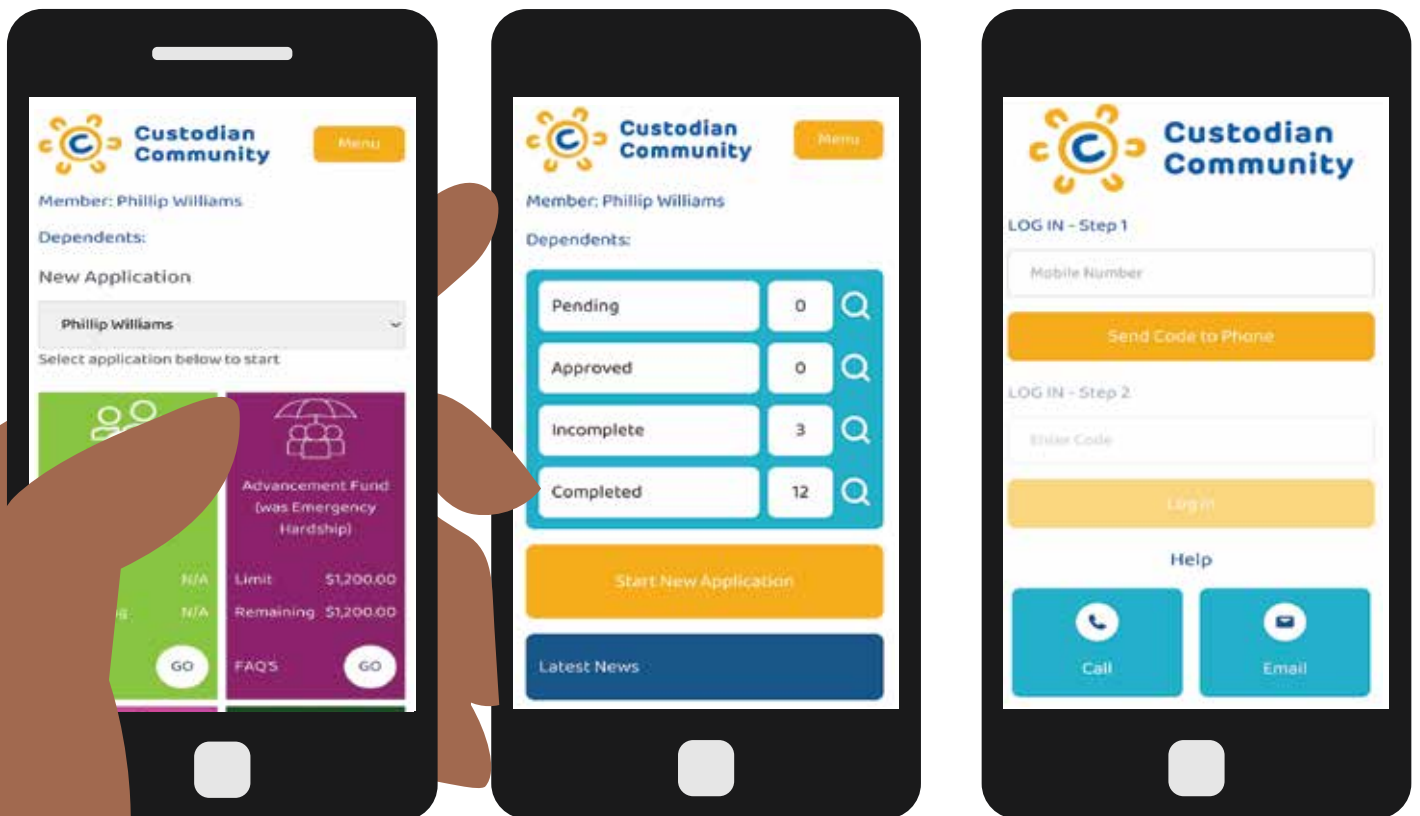 Custodian
Community
Menu
Member: Phillip Williams
Dependents:
New Application
Phillip Williams
Select application below to start
Advancement Fund
(was Emergency
Hardship)
N/A
N/A
GO
Limit $1,200.00
Remaining $1,200.00
FAQ'S GO
Custodian
Community
Menu
Member: Phillip Williams
Dependents:
Pending 0
Approved 0
Incomplete 3
Completed 12
Start New Application
Latest News
Custodian
Community
LOG IN - Step 1
Mobile Number
Send Code to Phone
LOG IN - Step 2
Enter Code
Log in
Help
Call Email